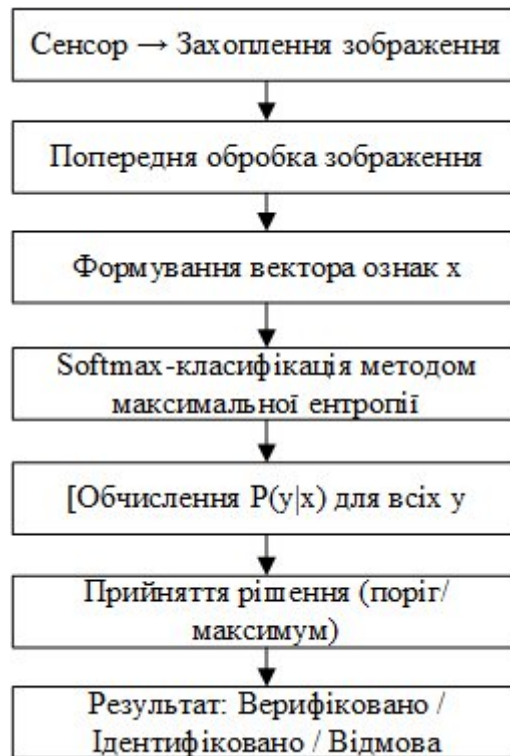 Сенсор → Захоплення зображення
Попередня обробка зображення
Формування вектора ознак x
Softmax-класифікація методом
максимальної ентропії
[Обчислення P(y|x) для всіх y
Прийняття рішення (поріг/
максимум)
Результат: Верифіковано /
Ідентифіковано / Відмова